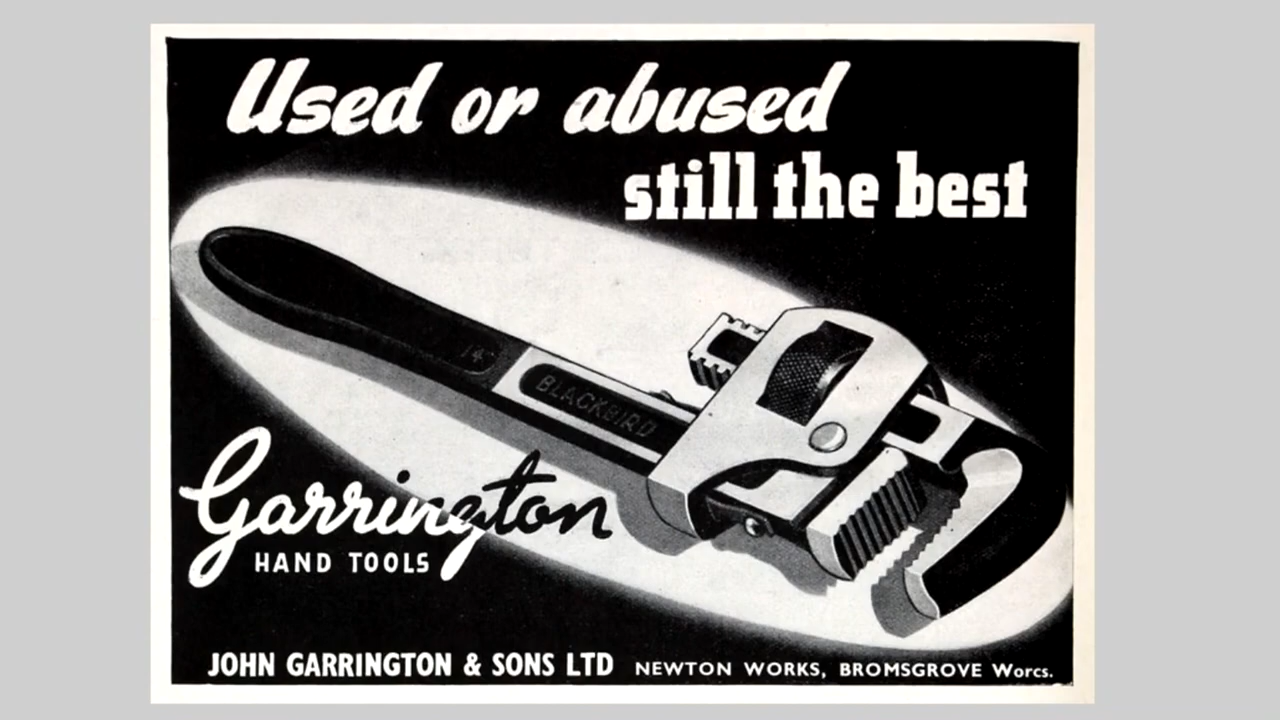 Used or abused
still the best
14"
BLACKBIRD
Garrington
HAND TOOLS
JOHN GARRINGTON & SONS LTD NEWTON WORKS, BROMSGROVE Worcs.